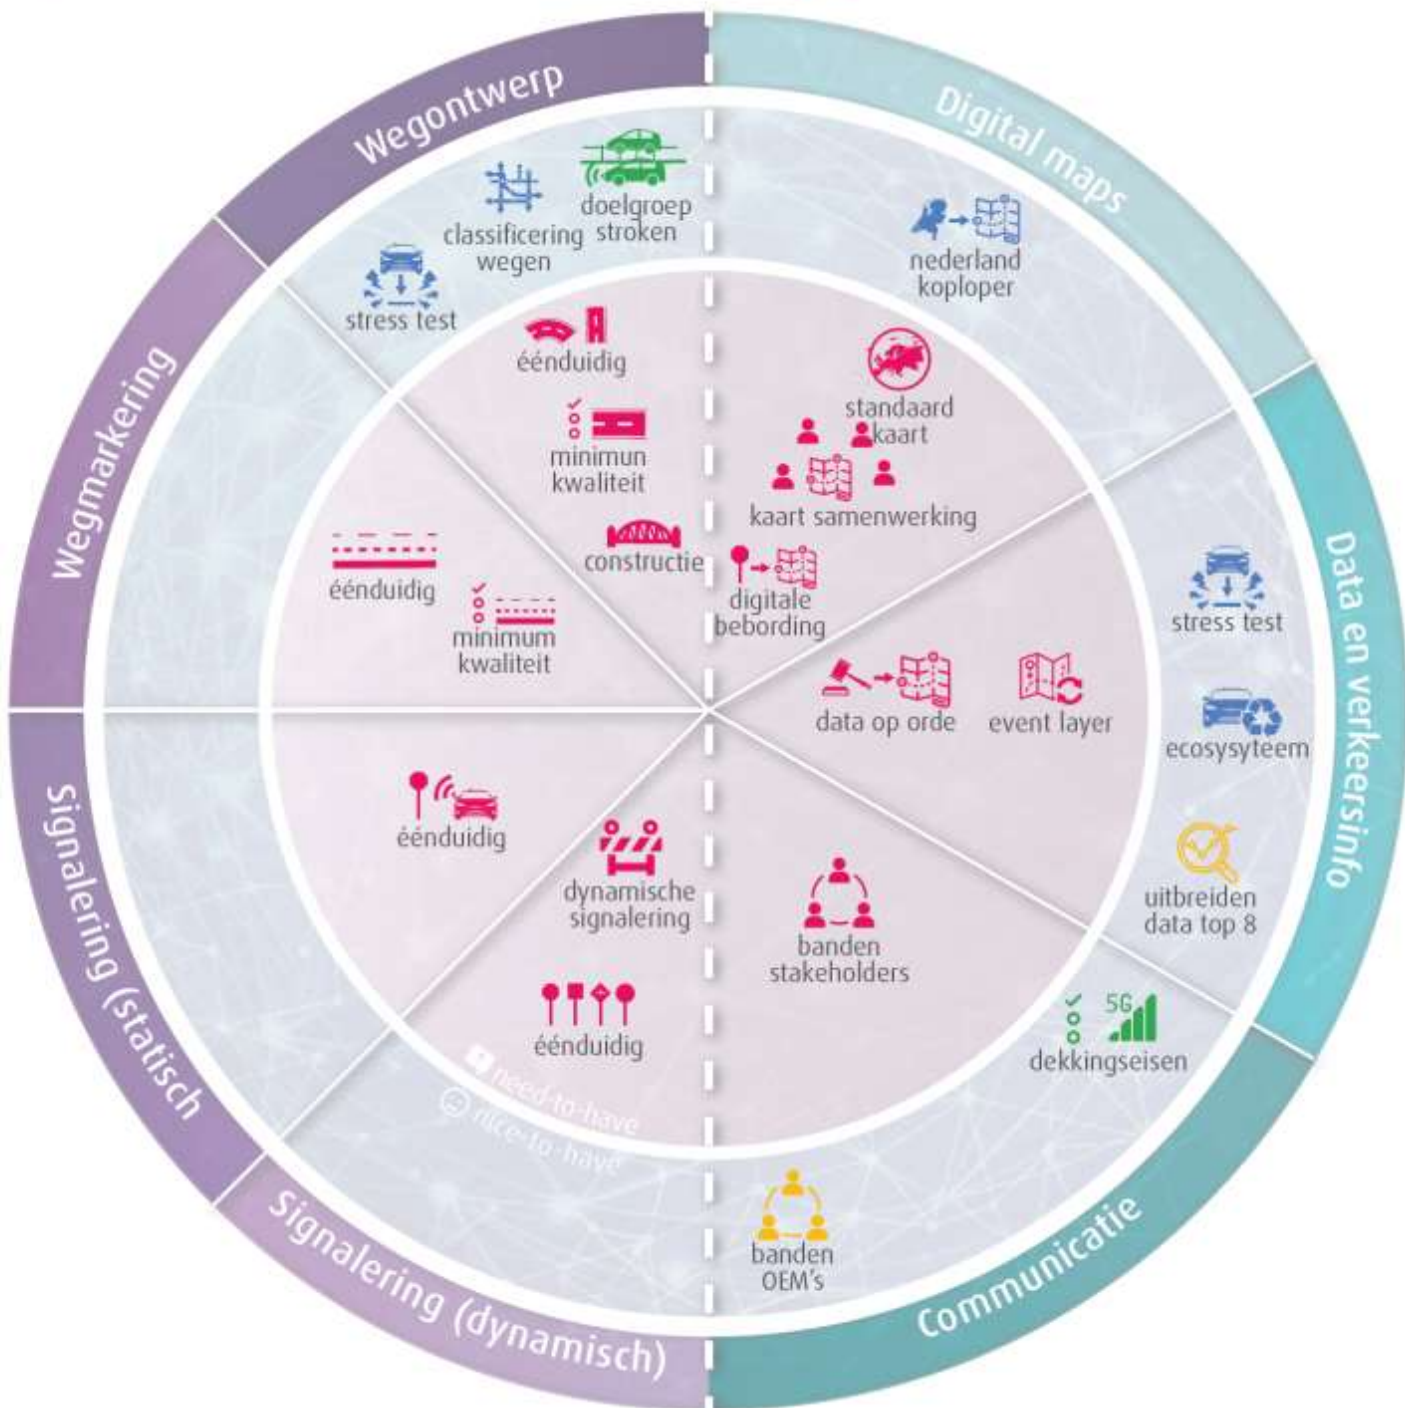 Wegontwerp
Digital maps
Wegmarkering
Data en verkeersinfo
Signalering (statisch)
Signalering (dynamisch)
Communicatie
doelgroep
stroken
classificering
wegen
stress test
éénduidig
minimun
kwaliteit
constructie
nederland
koploper
standaard
kaart
kaart samenwerking
digitale
bebording
éénduidig
minimum
kwaliteit
data op orde
event layer
stress test
ecosysyteem
uitbreiden
data top 8
éénduidig
dynamische
signalering
éénduidig
banden
stakeholders
5G
dekkingseisen
banden
OEM's
need-to-have
nice-to-have